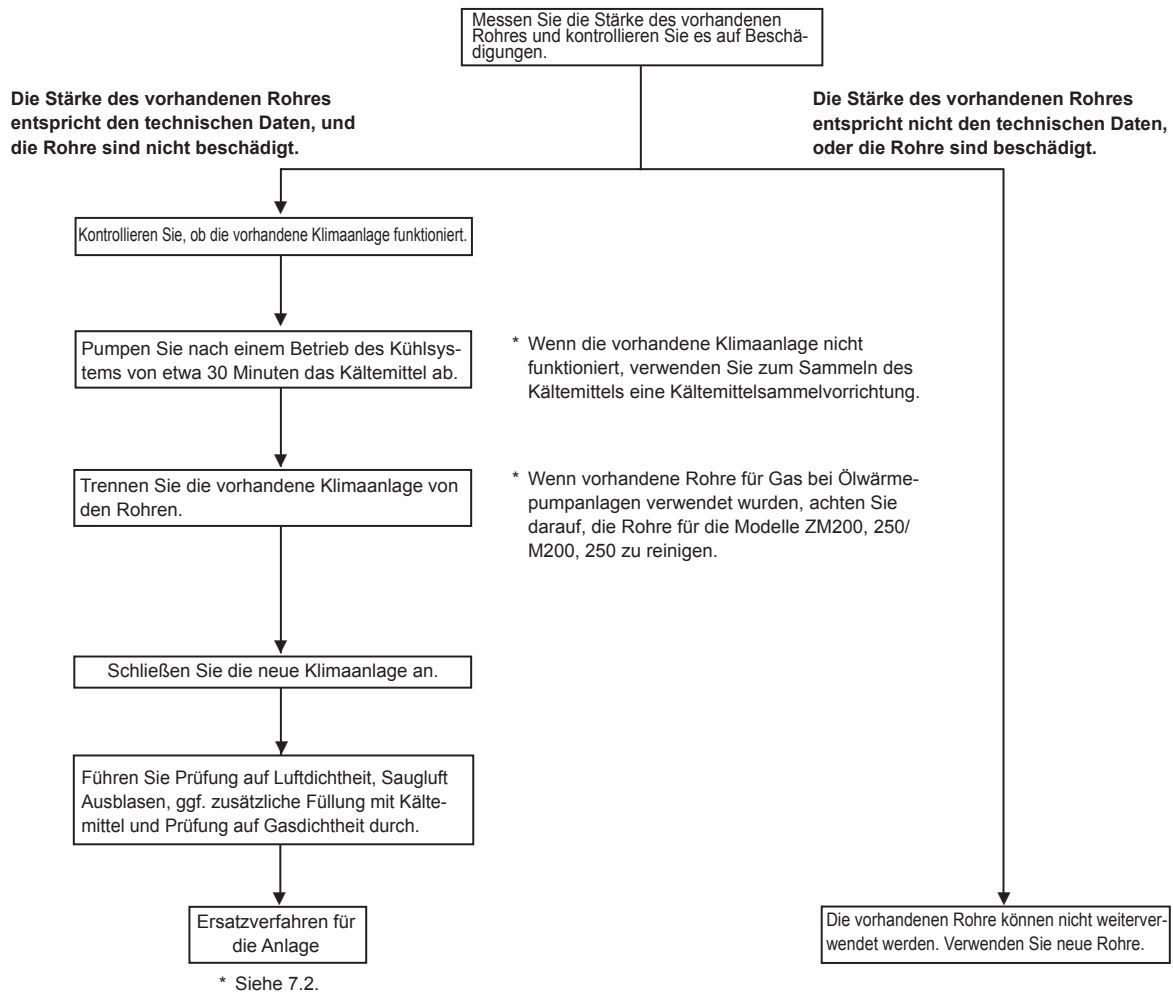 Messen Sie die Stärke des vorhandenen
Rohres und kontrollieren Sie es auf Beschä-
digungen.
Die Stärke des vorhandenen Rohres
entspricht den technischen Daten, und
die Rohre sind nicht beschädigt.
Die Stärke des vorhandenen Rohres
entspricht nicht den technischen Daten,
oder die Rohre sind beschädigt.
Kontrollieren Sie, ob die vorhandene Klimaanlage funktioniert.
Pumpen Sie nach einem Betrieb des Kühlsys-
tems von etwa 30 Minuten das Kältemittel ab.
* Wenn die vorhandene Klimaanlage nicht
funktioniert, verwenden Sie zum Sammeln des
Kältemittels eine Kältemittelsammelvorrichtung.
Trennen Sie die vorhandene Klimaanlage von
den Rohren.
* Wenn vorhandene Rohre für Gas bei Ölwärme-
pumpanlagen verwendet wurden, achten Sie
darauf, die Rohre für die Modelle ZM200, 250/
M200, 250 zu reinigen.
Schließen Sie die neue Klimaanlage an.
Führen Sie Prüfung auf Luftdichtheit, Saugluft
Ausblasen, ggf. zusätzliche Füllung mit Kälte-
mittel und Prüfung auf Gasdichtheit durch.
Ersatzverfahren für
die Anlage
* Siehe 7.2.
Die vorhandenen Rohre können nicht weiterver-
wendet werden. Verwenden Sie neue Rohre.